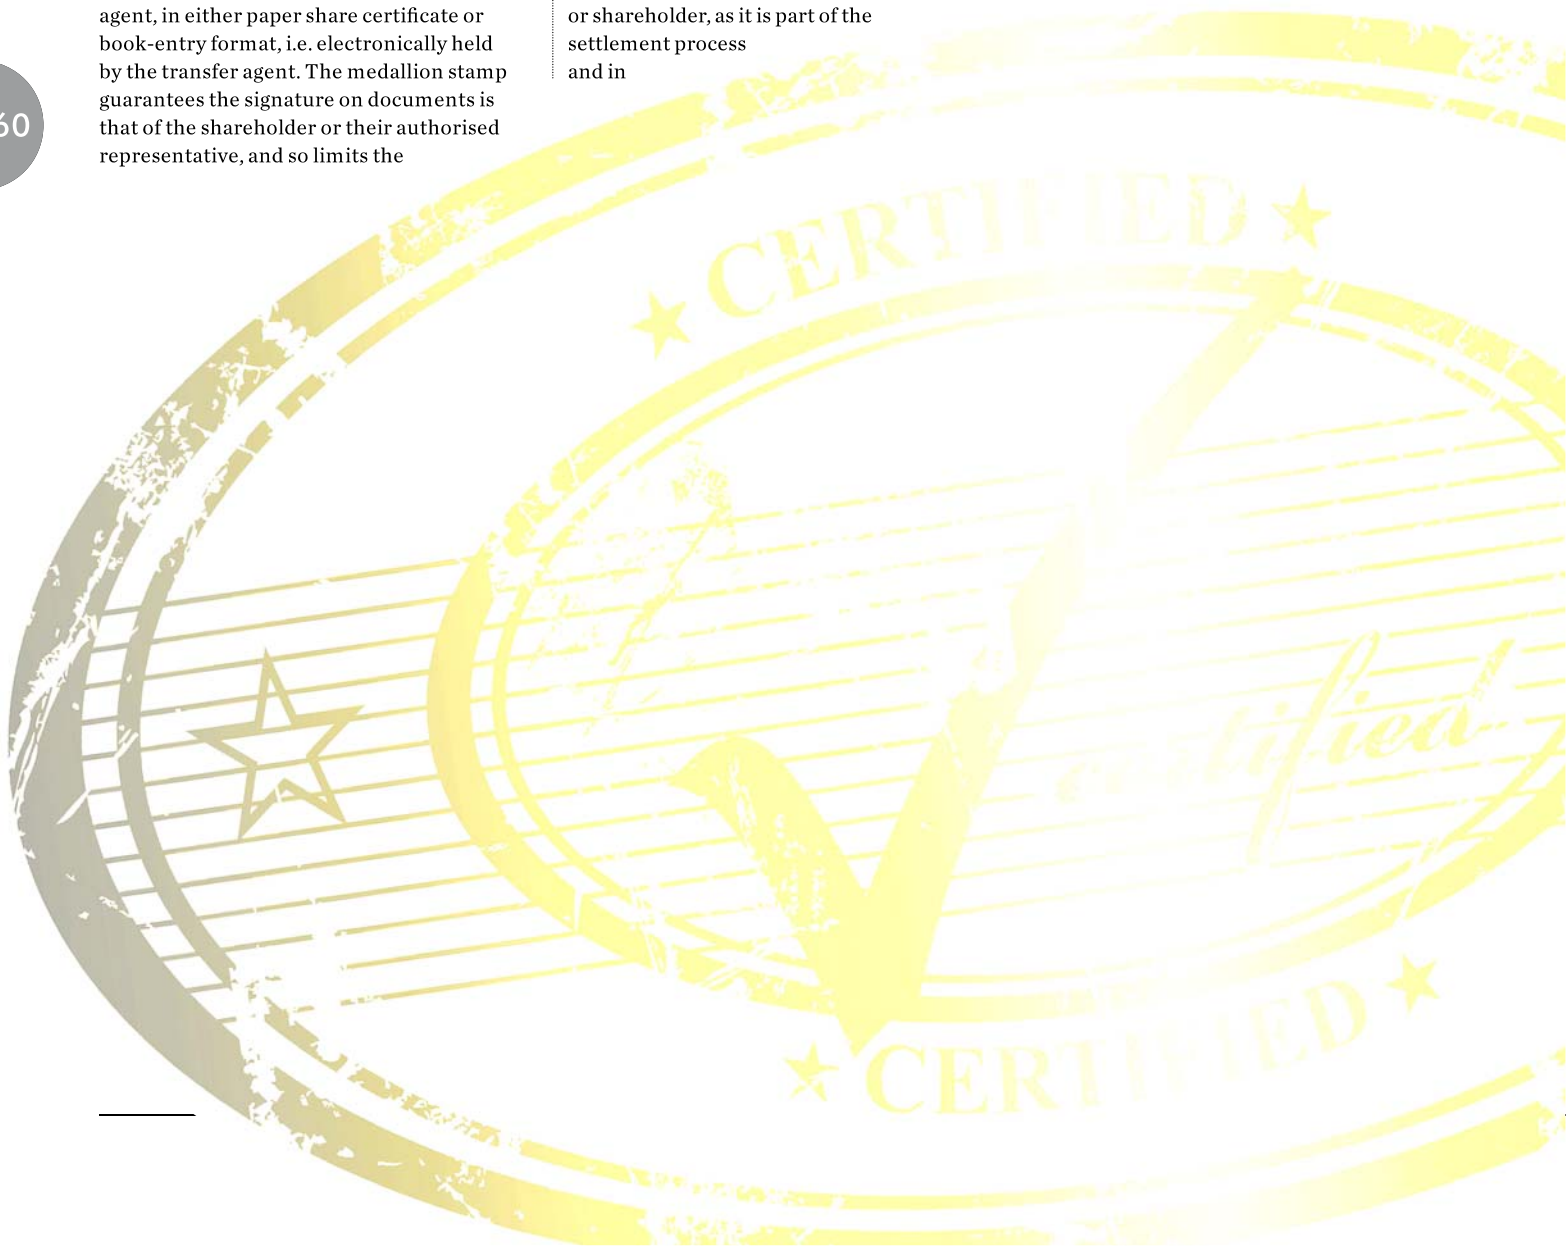 agent, in either paper share certificate or
book-entry format, i.e. electronically held
by the transfer agent. The medallion stamp
guarantees the signature on documents is
that of the shareholder or their authorised
representative, and so limits the
or shareholder, as it is part of the
settlement process
and in
60
CERTIFIED
certified
CERTIFIED